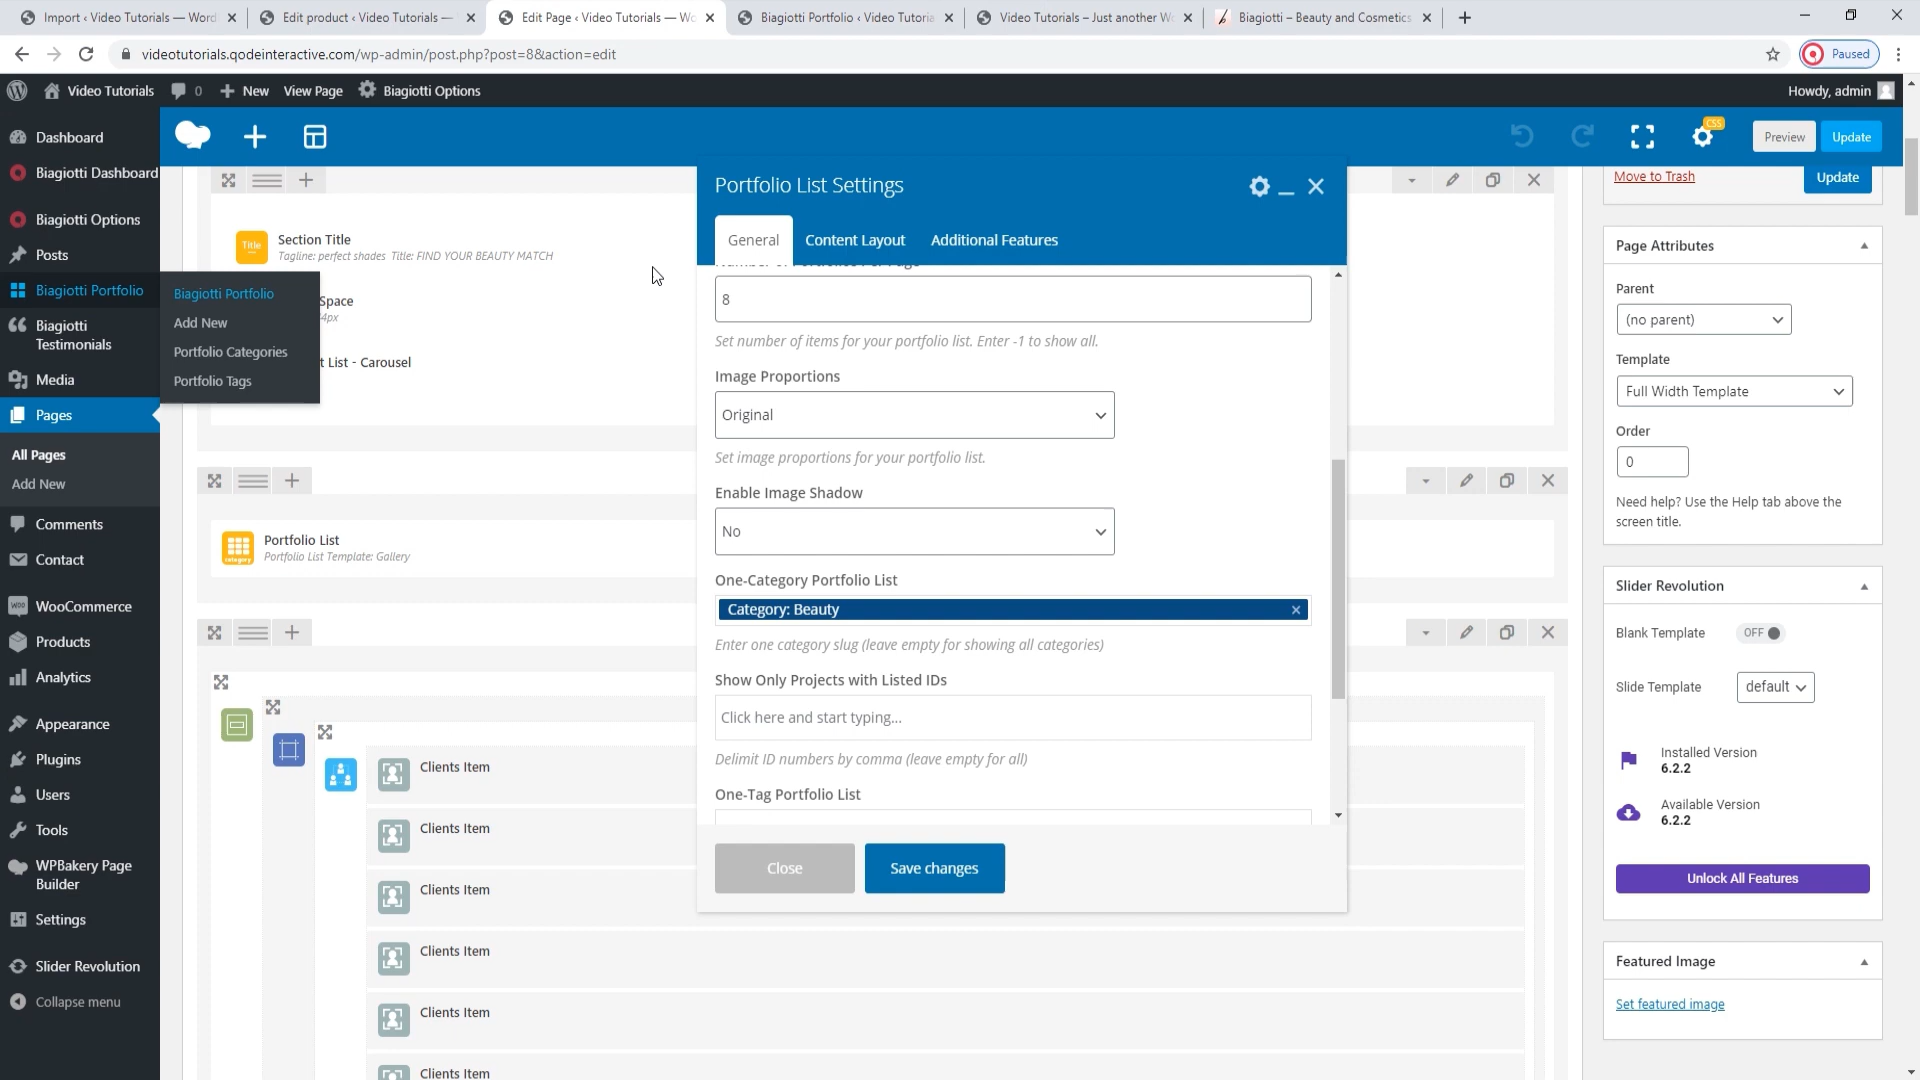 Import ‹ Video Tutorials — Word
Edit product ‹ Video Tutorials —
Edit Page ‹ Video Tutorials — Wo
Biagiotti Portfolio ‹ Video Tutoria
Video Tutorials – Just another Wo
Biagiotti – Beauty and Cosmetics
videotutorials.qodeinteractive.com/wp-admin/post.php?post=8&action=edit
Paused
Video Tutorials
0
New
View Page
Biagiotti Options
Howdy, admin
Dashboard
Biagiotti Dashboard
Biagiotti Options
Posts
Biagiotti Portfolio
Biagiotti
Testimonials
Media
Pages
All Pages
Add New
Comments
Contact
WooCommerce
Products
Analytics
Appearance
Plugins
Users
Tools
WPBakery Page
Builder
Settings
Slider Revolution
Collapse menu
Biagiotti Portfolio
Add New
Portfolio Categories
Portfolio Tags
CSS
Preview
Update
Title
Section Title
Tagline: perfect shades Title: FIND YOUR BEAUTY MATCH
Space
4px
t List - Carousel
category
Portfolio List
Portfolio List Template: Gallery
Clients Item
Clients Item
Clients Item
Clients Item
Clients Item
Clients Item
Portfolio List Settings
General
Content Layout
Additional Features
Number of Portfolios Per Page
8
Set number of items for your portfolio list. Enter -1 to show all.
Image Proportions
Original
Set image proportions for your portfolio list.
Enable Image Shadow
No
One-Category Portfolio List
Category: Beauty ×
Enter one category slug (leave empty for showing all categories)
Show Only Projects with Listed IDs
Click here and start typing...
Delimit ID numbers by comma (leave empty for all)
One-Tag Portfolio List
Close
Save changes
Move to Trash
Update
Page Attributes
Parent
(no parent)
Template
Full Width Template
Order
0
Need help? Use the Help tab above the
screen title.
Slider Revolution
Blank Template
OFF
Slide Template
default
Installed Version
6.2.2
Available Version
6.2.2
Unlock All Features
Featured Image
Set featured image